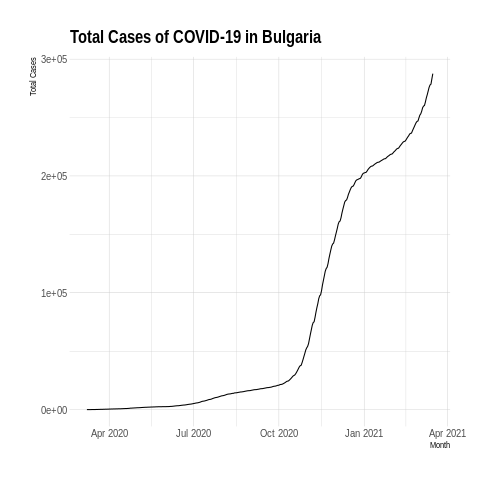 Total Cases of COVID-19 in Bulgaria
Total Cases
3e+05
2e+05
1e+05
0e+00
Apr 2020 Jul 2020 Oct 2020 Jan 2021 Apr 2021
Month